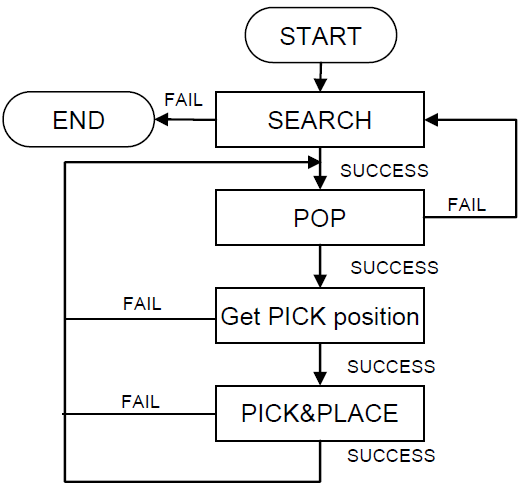 START
FAIL
END
SEARCH
SUCCESS
POP
FAIL
SUCCESS
FAIL
Get PICK position
SUCCESS
FAIL
PICK&PLACE
SUCCESS